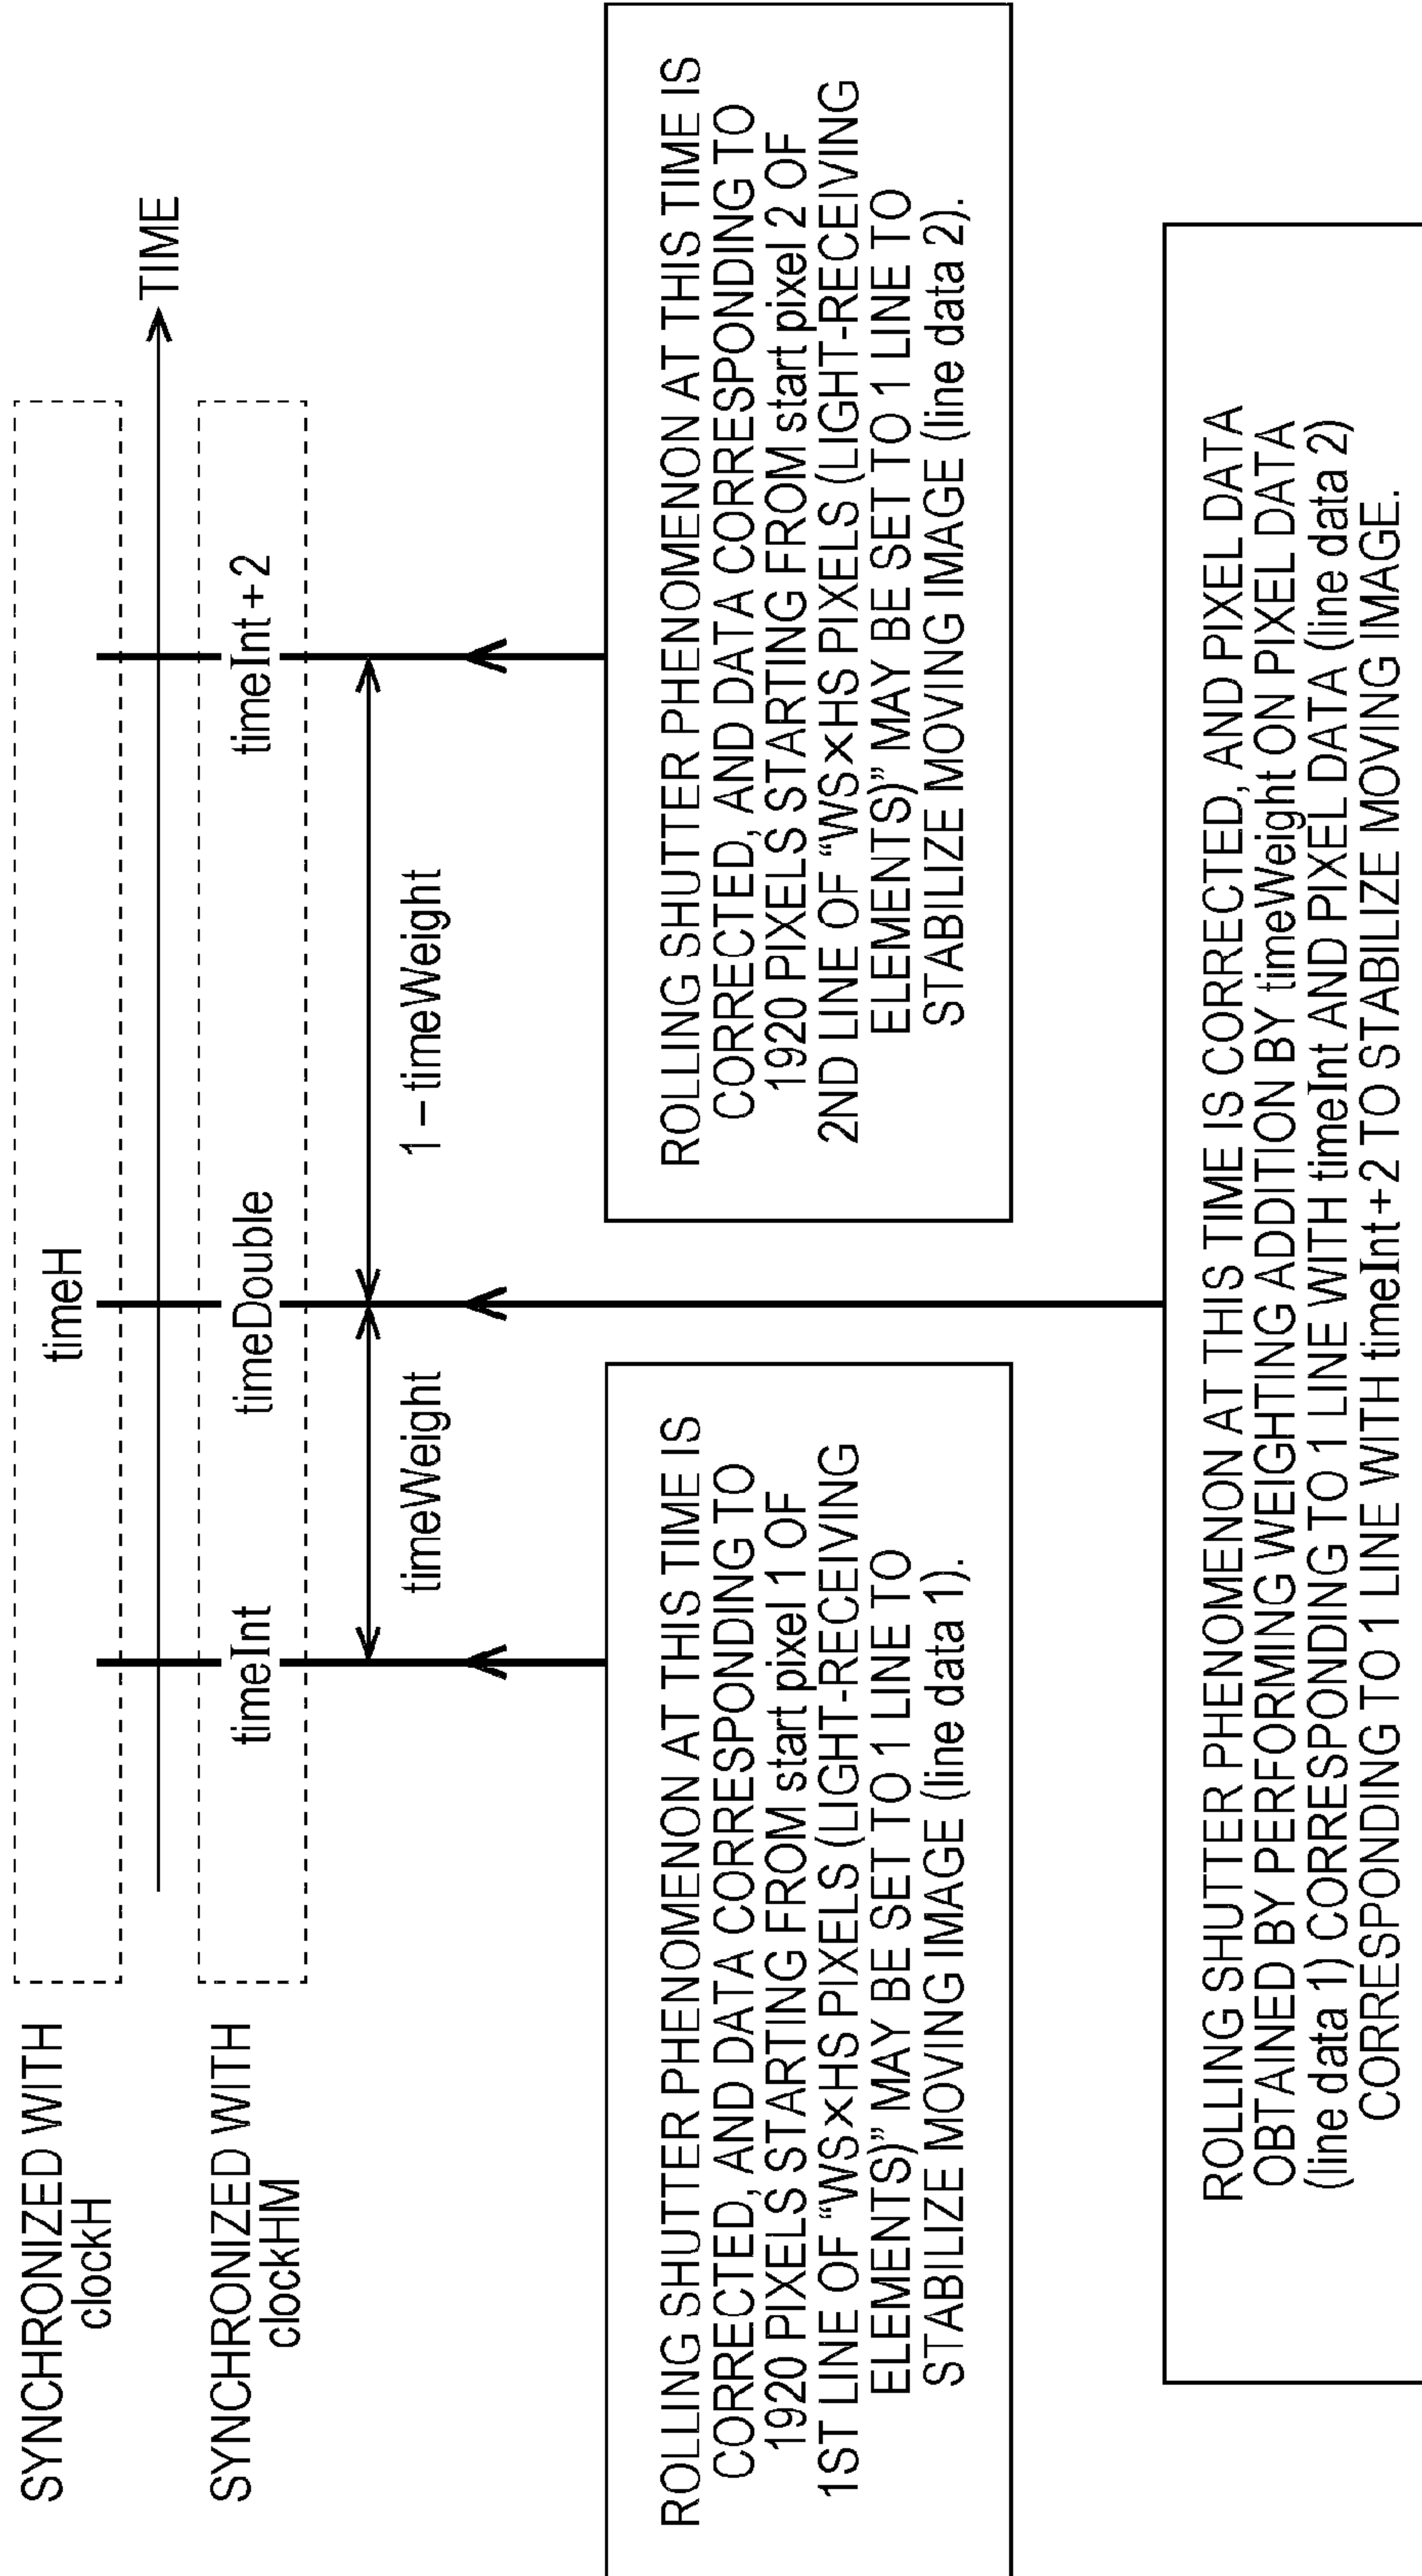 SYNCHRONIZED WITH
clockH
timeH
TIME
SYNCHRONIZED WITH
clockHM
timeInt
timeDouble
timeInt + 2
timeWeight
1 – timeWeight
ROLLING SHUTTER PHENOMENON AT THIS TIME IS
CORRECTED, AND DATA CORRESPONDING TO
1920 PIXELS STARTING FROM start pixel 1 OF
1ST LINE OF “WS×HS PIXELS (LIGHT-RECEIVING
ELEMENTS)” MAY BE SET TO 1 LINE TO
STABILIZE MOVING IMAGE (line data 1).
ROLLING SHUTTER PHENOMENON AT THIS TIME IS
CORRECTED, AND DATA CORRESPONDING TO
1920 PIXELS STARTING FROM start pixel 2 OF
2ND LINE OF “WS×HS PIXELS (LIGHT-RECEIVING
ELEMENTS)” MAY BE SET TO 1 LINE TO
STABILIZE MOVING IMAGE (line data 2).
ROLLING SHUTTER PHENOMENON AT THIS TIME IS CORRECTED, AND PIXEL DATA
OBTAINED BY PERFORMING WEIGHTING ADDITION BY timeWeight ON PIXEL DATA
(line data 1) CORRESPONDING TO 1 LINE WITH timeInt AND PIXEL DATA (line data 2)
CORRESPONDING TO 1 LINE WITH timeInt + 2 TO STABILIZE MOVING IMAGE.